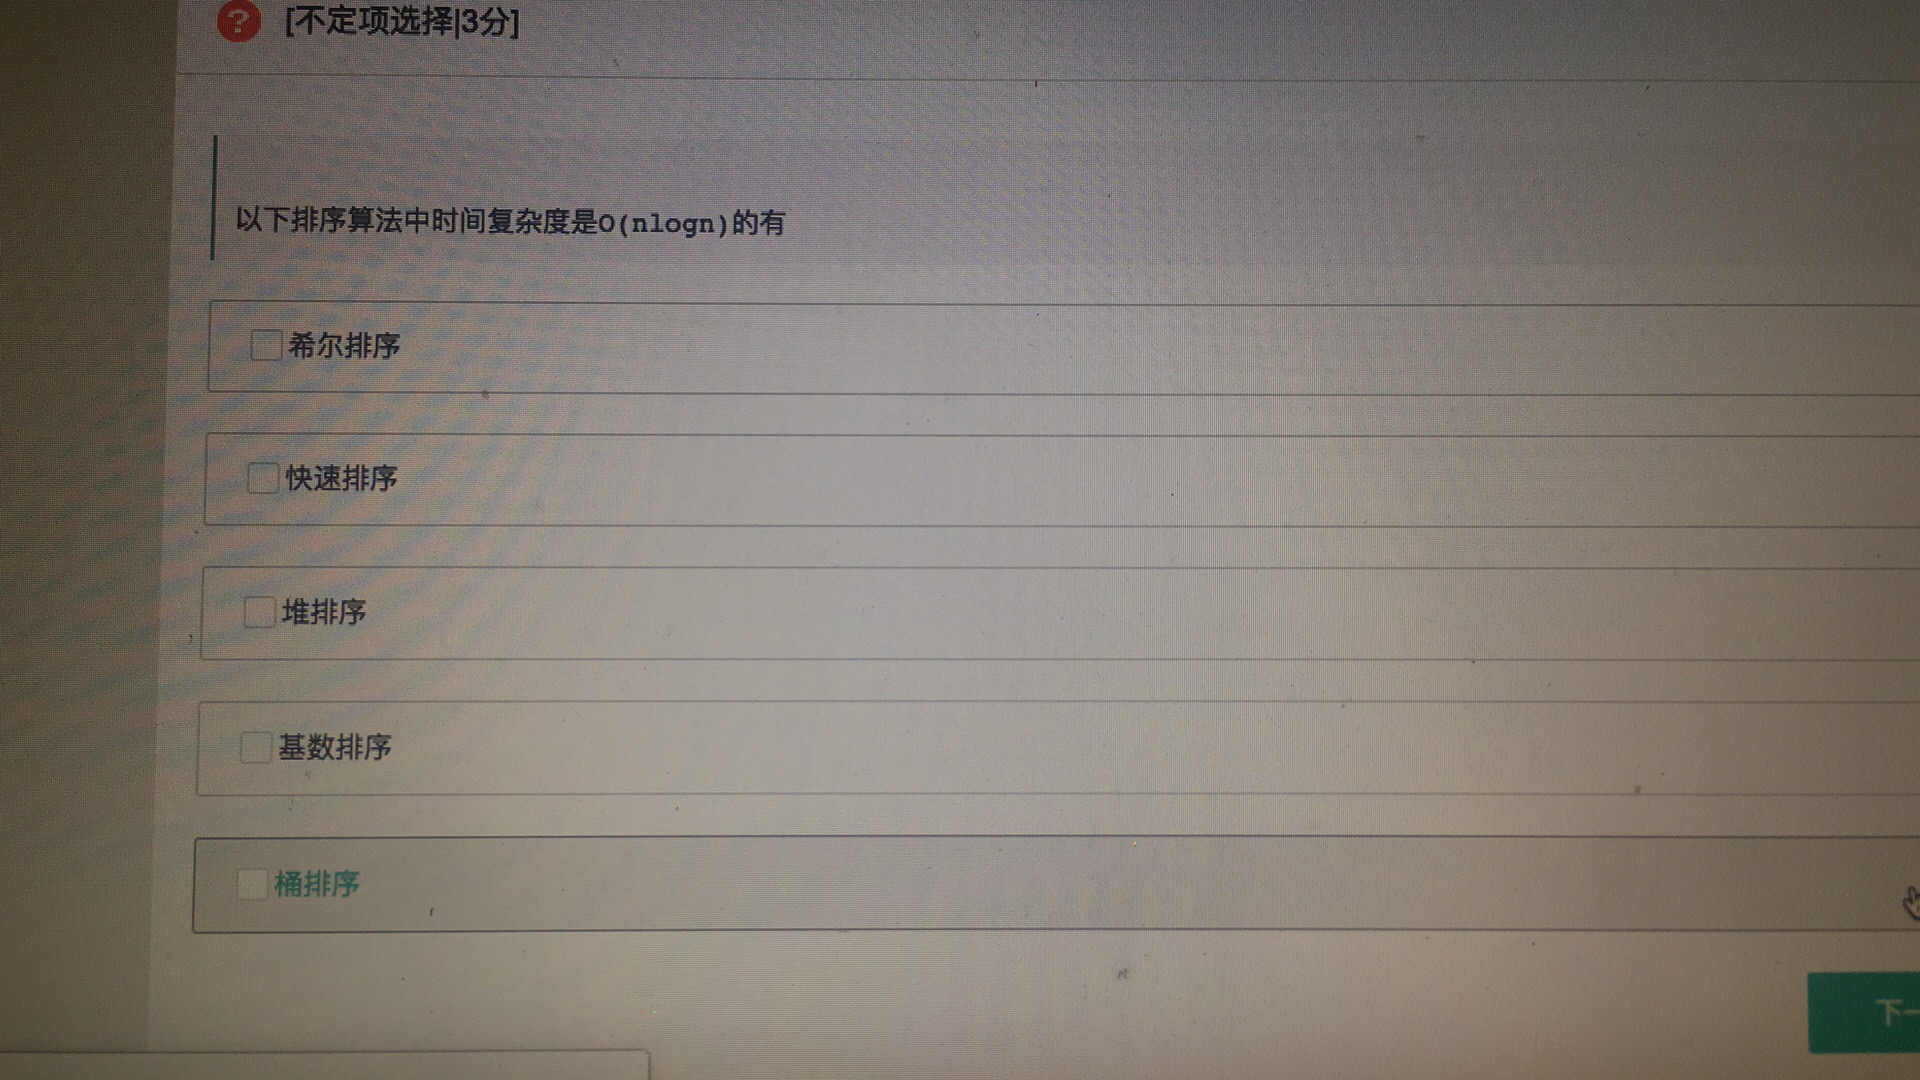 [不定项选择|3分]
以下排序算法中时间复杂度是O(nlogn)的有
希尔排序
快速排序
堆排序
基数排序
桶排序
下一